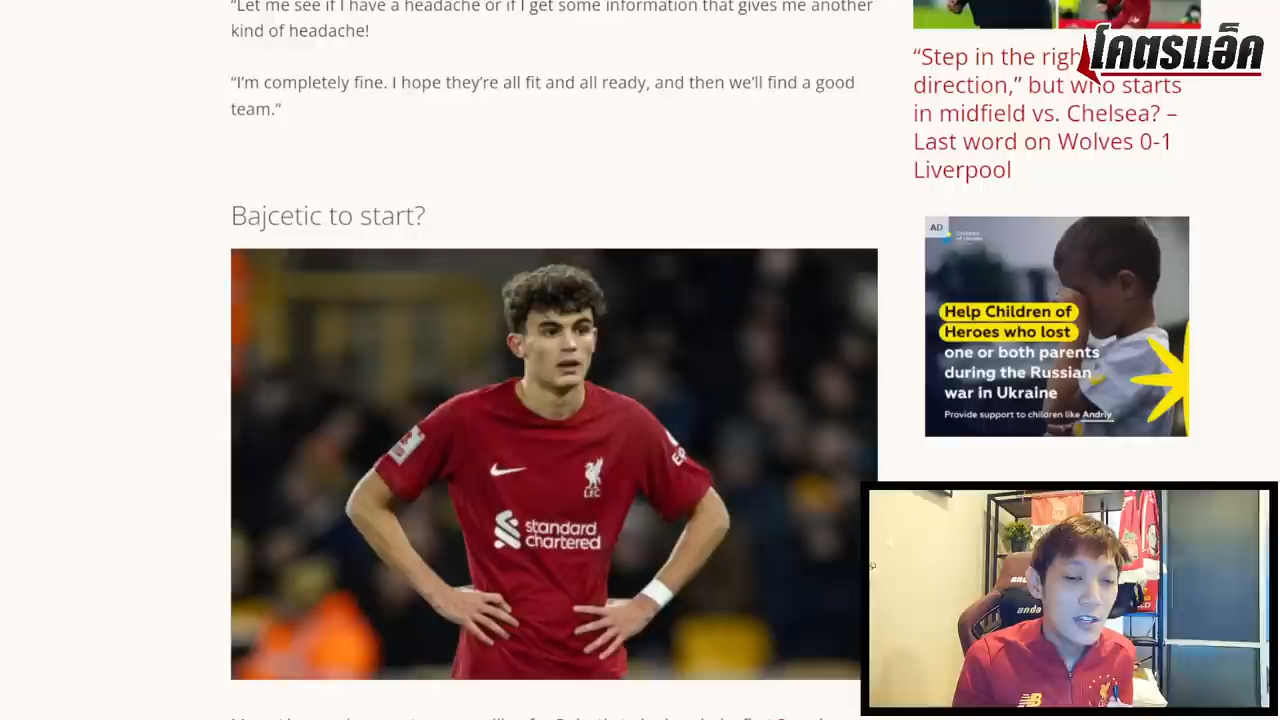 “Let me see if I have a headache or if I get some information that gives me another
kind of headache!
“I’m completely fine. I hope they’re all fit and all ready, and then we’ll find a good
team.”
Bajcetic to start?
LFC
standard
chartered
โคตรแอ็ค
“Step in the
direction,” but who starts
in midfield vs. Chelsea? –
Last word on Wolves 0-1
Liverpool
AD
Help Children of
Heroes who lost
one or both parents
during the Russian
war in Ukraine
Provide support to children like Andriy
anda